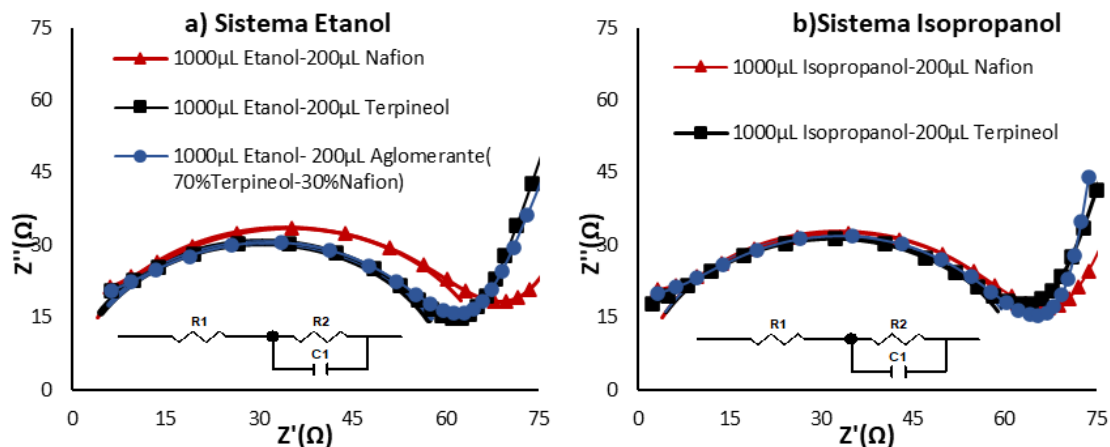 a) Sistema Etanol
75
60
45
30
15
0
Z''(Ω)
1000µL Etanol-200µL Nafion
1000µL Etanol-200µL Terpineol
1000µL Etanol- 200µL Aglomerante(
70%Terpineol-30%Nafion)
R1
R2
C1
0 15 30 45 60 75
Z'(Ω)
b)Sistema Isopropanol
75
60
45
30
15
0
Z''(Ω)
1000µL Isopropanol-200µL Nafion
1000µL Isopropanol-200µL Terpineol
R1
R2
C1
0 15 30 45 60 75
Z'(Ω)